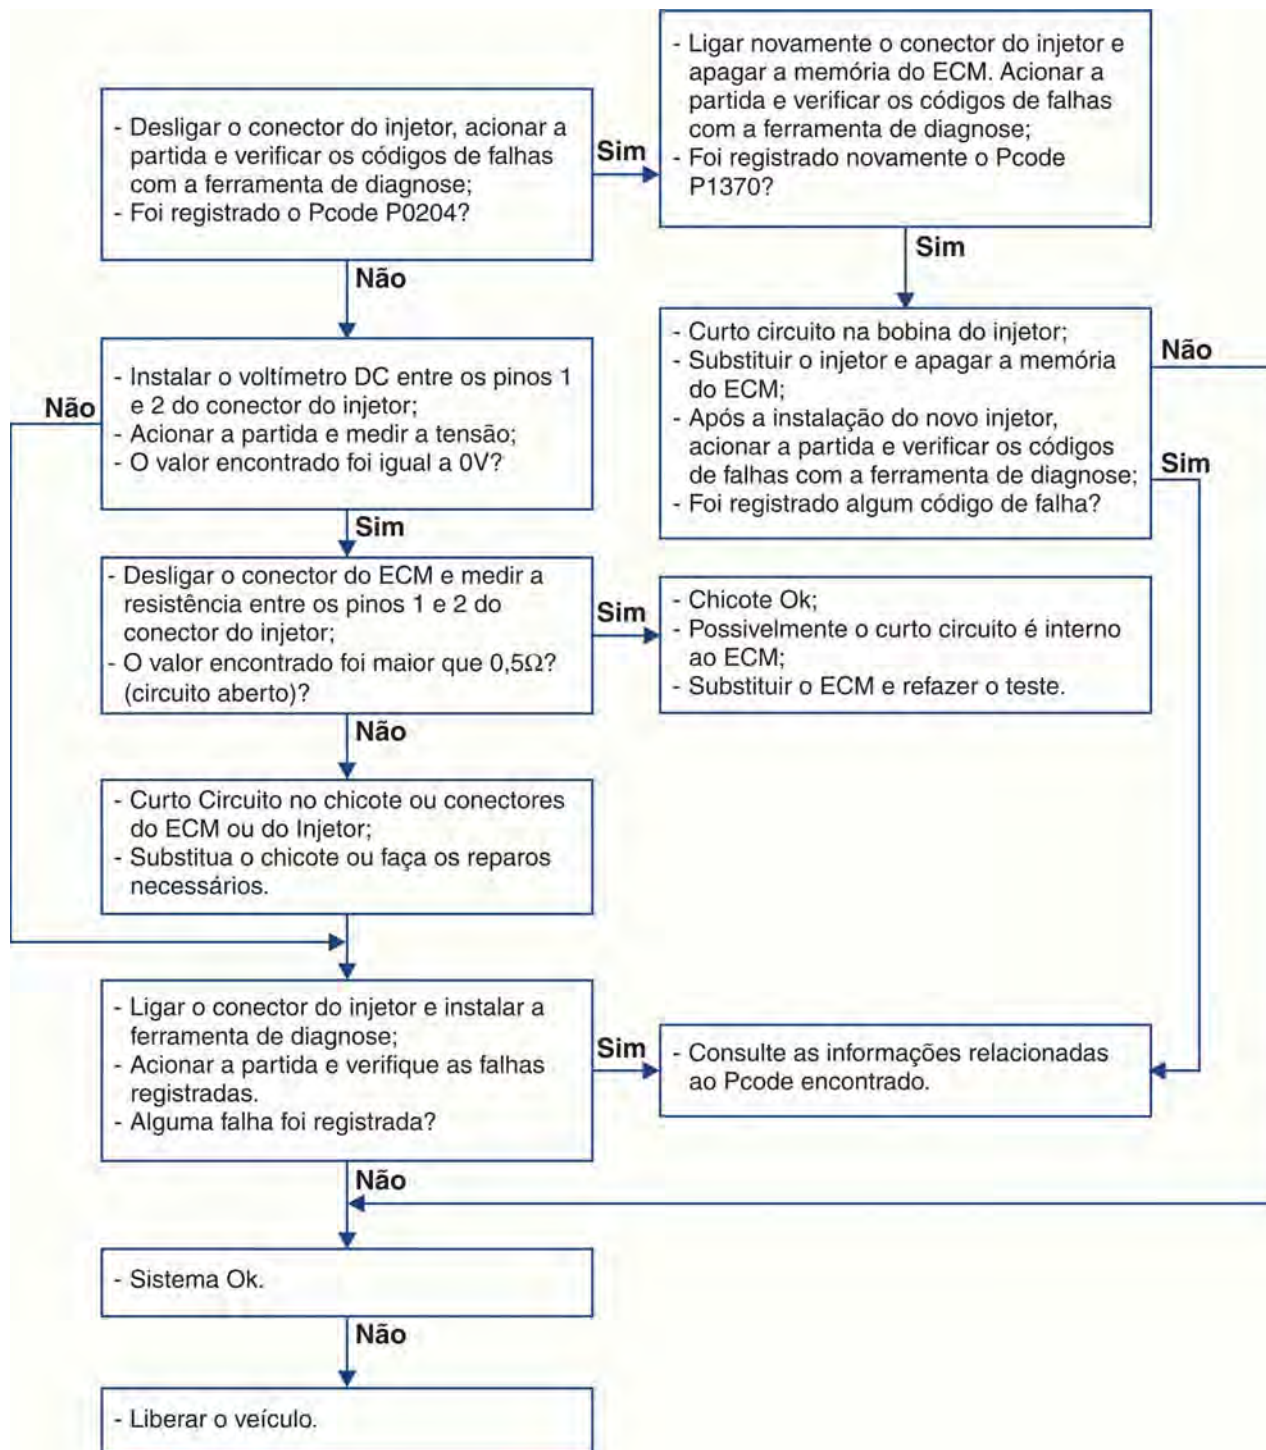 - Desligar o conector do injetor, acionar a
partida e verificar os códigos de falhas
com a ferramenta de diagnose;
- Foi registrado o Pcode P0204?
Sim
- Ligar novamente o conector do injetor e
apagar a memória do ECM. Acionar a
partida e verificar os códigos de falhas
com a ferramenta de diagnose;
- Foi registrado novamente o Pcode
P1370?
Não
Sim
- Instalar o voltímetro DC entre os pinos 1
e 2 do conector do injetor;
- Acionar a partida e medir a tensão;
- O valor encontrado foi igual a 0V?
Não
- Curto circuito na bobina do injetor;
- Substituir o injetor e apagar a memória
do ECM;
- Após a instalação do novo injetor,
acionar a partida e verificar os códigos
de falhas com a ferramenta de diagnose;
- Foi registrado algum código de falha?
Não
Sim
Sim
- Desligar o conector do ECM e medir a
resistência entre os pinos 1 e 2 do
conector do injetor;
- O valor encontrado foi maior que 0,5Ω?
(circuito aberto)?
Sim
- Chicote Ok;
- Possivelmente o curto circuito é interno
ao ECM;
- Substituir o ECM e refazer o teste.
Não
- Curto Circuito no chicote ou conectores
do ECM ou do Injetor;
- Substitua o chicote ou faça os reparos
necessários.
- Ligar o conector do injetor e instalar a
ferramenta de diagnose;
- Acionar a partida e verifique as falhas
registradas.
- Alguma falha foi registrada?
Sim
- Consulte as informações relacionadas
ao Pcode encontrado.
Não
- Sistema Ok.
Não
- Liberar o veículo.